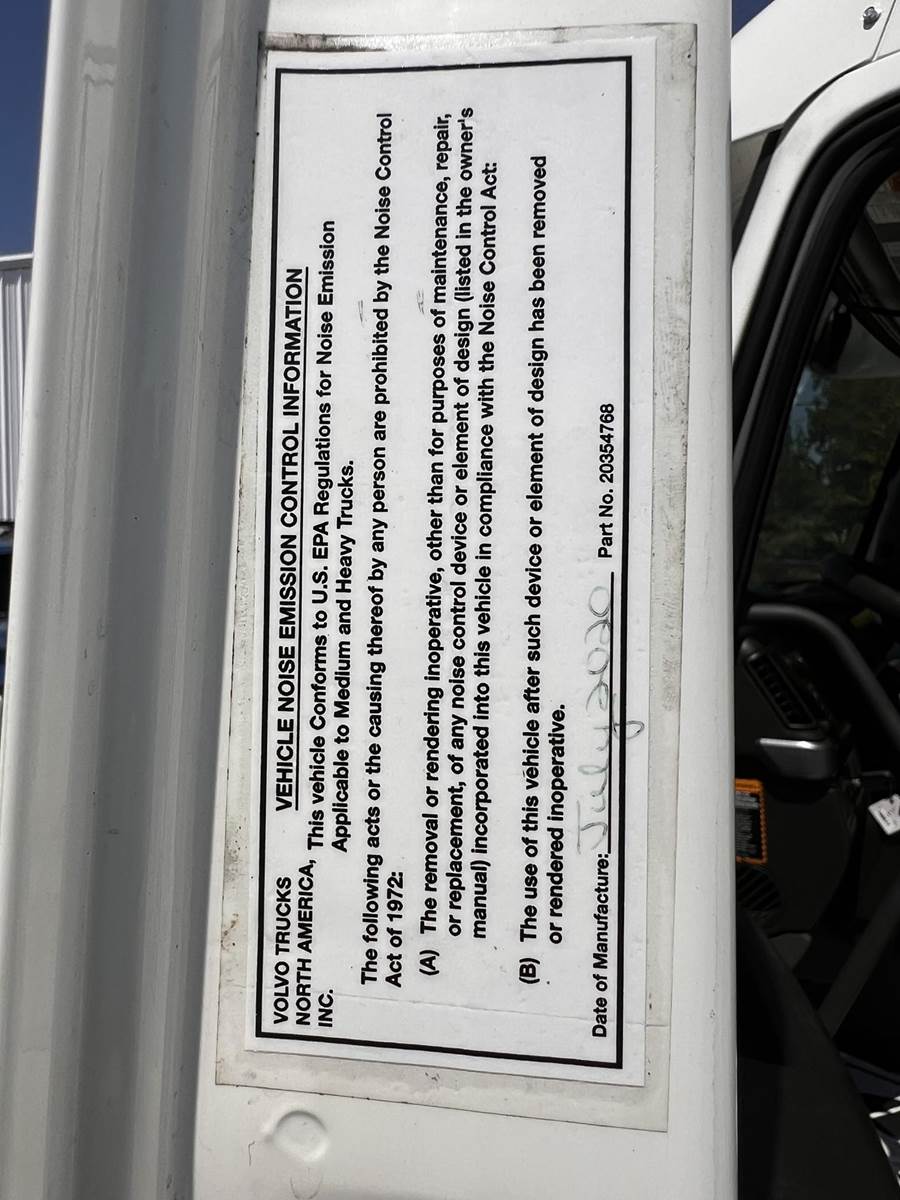 VOLVO TRUCKS
NORTH AMERICA,
INC.
VEHICLE NOISE EMISSION CONTROL INFORMATION
This vehicle Conforms to U.S. EPA Regulations for Noise Emission
Applicable to Medium and Heavy Trucks.
The following acts or the causing thereof by any person are prohibited by the Noise Control
Act of 1972:
(A) The removal or rendering inoperative, other than for purposes of maintenance, repair,
or replacement, of any noise control device or element of design (listed in the owner's
manual) incorporated into this vehicle in compliance with the Noise Control Act:
(B) The use of this vehicle after such device or element of design has been removed
or rendered inoperative.
Date of Manufacture: July 2020 Part No. 20354768